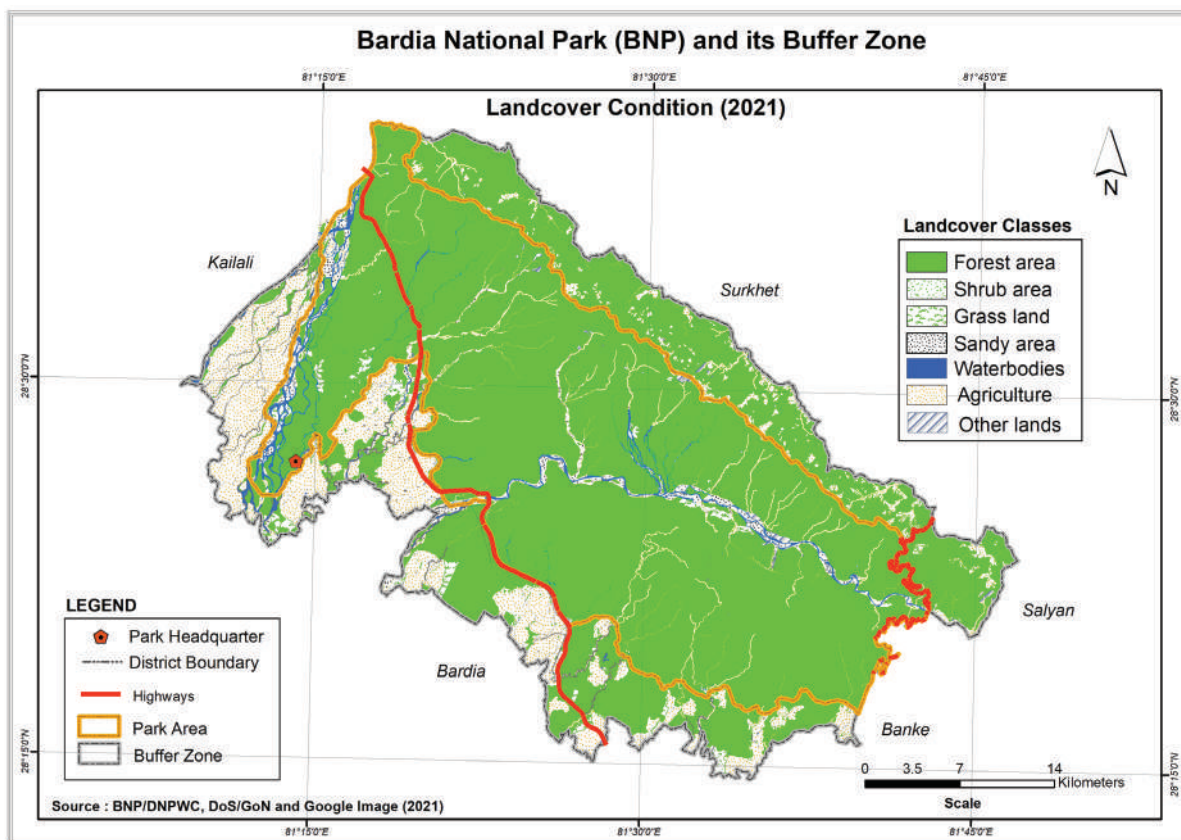 Bardia National Park (BNP) and its Buffer Zone
81°15'0"E
81°30'0"E
81°45'0"E
Landcover Condition (2021)
N
Kailali
Surkhet
Landcover Classes
Forest area
Shrub area
Grass land
Sandy area
Waterbodies
Agriculture
Other lands
28°30'0"N
28°30'0"N
LEGEND
Park Headquarter
District Boundary
Highways
Park Area
Buffer Zone
Salyan
Bardia
Banke
28°15'0"N
28°15'0"N
0 3.5 7 14
Kilometers
Scale
Source : BNP/DNPWC, DoS/GoN and Google Image (2021)
81°15'0"E
81°30'0"E
81°45'0"E